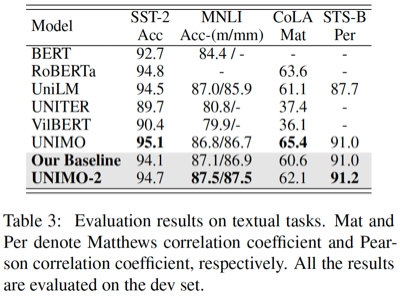 Model SST-2 MNLI CoLA STS-B
Acc Acc-(m/mm) Mat Per
BERT 92.7 84.4 / - - -
RoBERTa 94.8 - 63.6 -
UniLM 94.5 87.0/85.9 61.1 87.7
UNITER 89.7 80.8/- 37.4 -
VilBERT 90.4 79.9/- 36.1 -
UNIMO 95.1 86.8/86.7 65.4 91.0
Our Baseline 94.1 87.1/86.9 60.6 91.0
UNIMO-2 94.7 87.5/87.5 62.1 91.2
Table 3: Evaluation results on textual tasks. Mat and
Per denote Matthews correlation coefficient and Pear-
son correlation coefficient, respectively. All the results
are evaluated on the dev set.